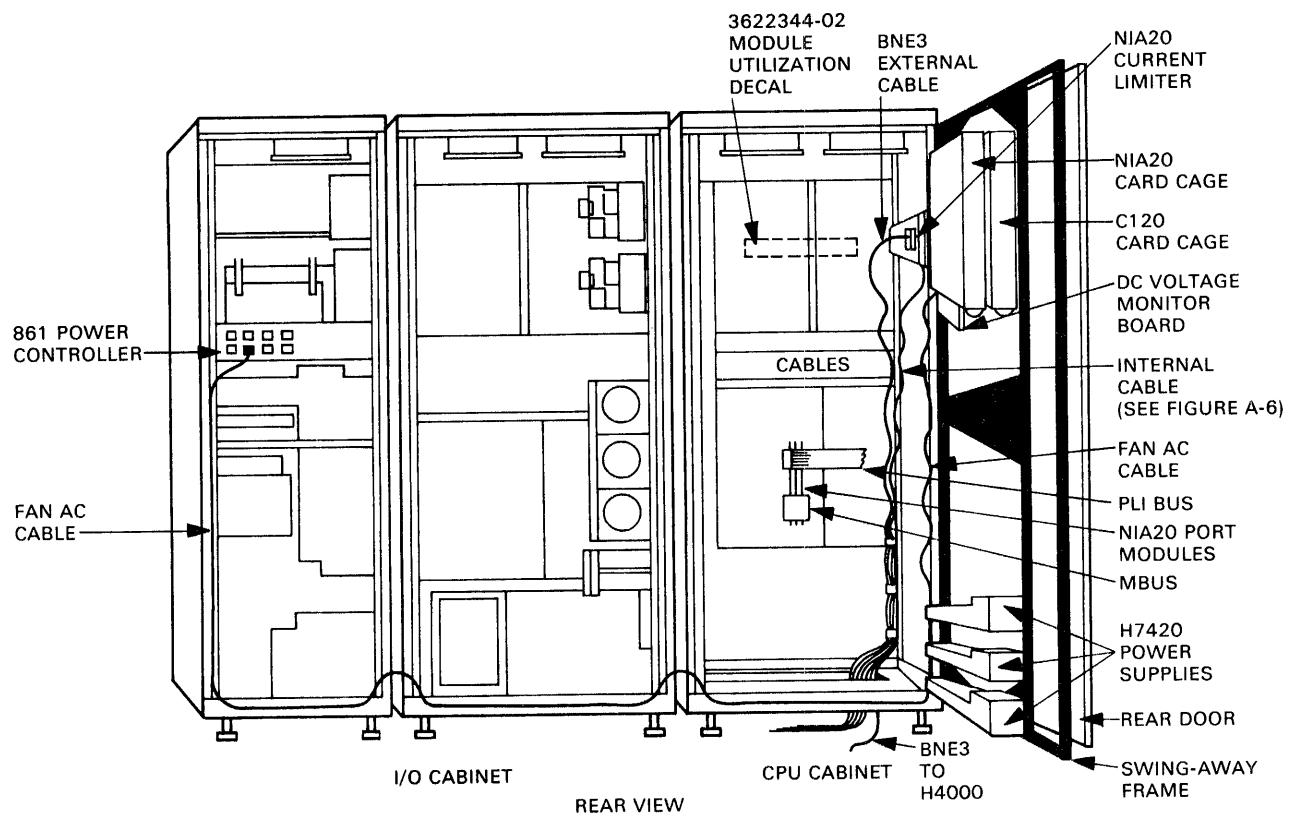 3622344-02
MODULE
UTILIZATION
DECAL
BNE3
EXTERNAL
CABLE
NIA20
CURRENT
LIMITER
NIA20
CARD CAGE
C120
CARD CAGE
DC VOLTAGE
MONITOR
BOARD
861 POWER
CONTROLLER
CABLES
INTERNAL
CABLE
(SEE FIGURE A-6)
FAN AC
CABLE
PLI BUS
NIA20 PORT
MODULES
MBUS
FAN AC
CABLE
H7420
POWER
SUPPLIES
REAR DOOR
SWING-AWAY
FRAME
I/O CABINET
CPU CABINET
BNE3
TO
H4000
REAR VIEW